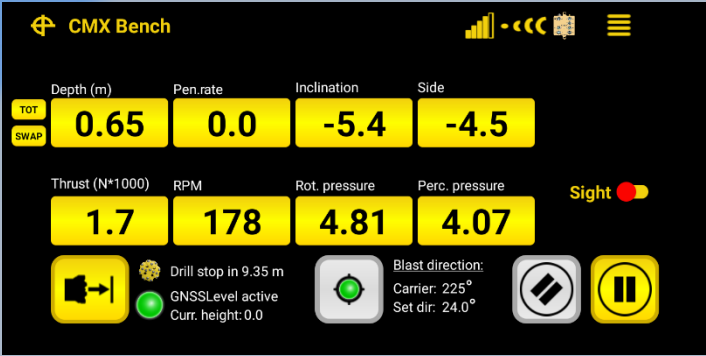 CMX Bench
Depth (m) Pen.rate Inclination Side
TOT
SWAP
0.65 0.0 -5.4 -4.5
Thrust (N*1000) RPM Rot. pressure Perc. pressure
1.7 178 4.81 4.07
Sight
Drill stop in 9.35 m
GNSSLevel active
Curr. height: 0.0
Blast direction:
Carrier: 225°
Set dir: 24.0°